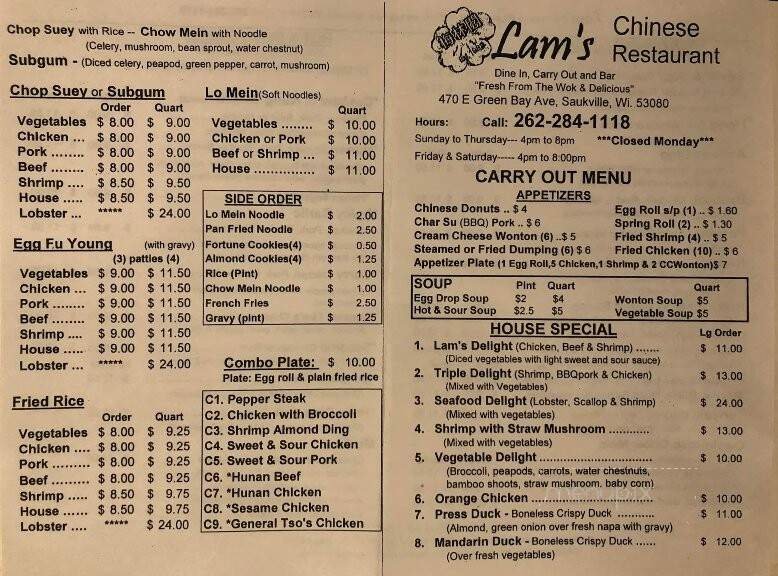 Chop Suey with Rice -- Chow Mein with Noodle
(Celery, mushroom, bean sprout, water chestnut)
Subgum - (Diced celery, peapod, green pepper, carrot, mushroom)
Chop Suey or Subgum
Order Quart
Vegetables $ 8.00 $ 9.00
Chicken ... $ 8.00 $ 9.00
Pork ........ $ 8.00 $ 9.00
Beef ........ $ 8.00 $ 9.00
Shrimp .... $ 8.50 $ 9.50
House ..... $ 8.50 $ 9.50
Lobster ... ***** $ 24.00
Egg Fu Young (with gravy)
(3) patties (4)
Vegetables $ 9.00 $ 11.50
Chicken ... $ 9.00 $ 11.50
Pork ........ $ 9.00 $ 11.50
Beef ........ $ 9.00 $ 11.50
Shrimp .... $ 9.00 $ 11.50
House ..... $ 9.00 $ 11.50
Lobster ... ***** $ 24.00
Fried Rice
Order Quart
Vegetables $ 8.00 $ 9.25
Chicken .... $ 8.00 $ 9.25
Pork ......... $ 8.00 $ 9.25
Beef ......... $ 8.00 $ 9.25
Shrimp ..... $ 8.50 $ 9.75
House ...... $ 8.50 $ 9.75
Lobster .... ***** $ 24.00
Lo Mein(Soft Noodles)
Quart
Vegetables ........ $ 10.00
Chicken or Pork $ 10.00
Beef or Shrimp ... $ 11.00
House ............... $ 11.00
SIDE ORDER
Lo Mein Noodle $ 2.00
Pan Fried Noodle $ 2.50
Fortune Cookies(4) $ 0.50
Almond Cookies(4) $ 1.25
Rice (Pint) $ 1.00
Chow Mein Noodle $ 1.00
French Fries $ 2.50
Gravy (pint) $ 1.25
Combo Plate: $ 10.00
Plate: Egg roll & plain fried rice
C1. Pepper Steak
C2. Chicken with Broccoli
C3. Shrimp Almond Ding
C4. Sweet & Sour Chicken
C5. Sweet & Sour Pork
C6. *Hunan Beef
C7. *Hunan Chicken
C8. *Sesame Chicken
C9. *General Tso's Chicken
Lam's Chinese
Restaurant
Dine In, Carry Out and Bar
"Fresh From The Wok & Delicious"
470 E Green Bay Ave, Saukville, Wi. 53080
Hours: Call: 262-284-1118
Sunday to Thursday--- 4pm to 8pm ***Closed Monday***
Friday & Saturday---- 4pm to 8:00pm
CARRY OUT MENU
APPETIZERS
Chinese Donuts .. $ 4 Egg Roll s/p (1) .. $ 1.60
Char Su (BBQ) Pork .. $ 6 Spring Roll (2) .. $ 1.30
Cream Cheese Wonton (6) ..$ 5 Fried Shrimp (4) .. $ 5
Steamed or Fried Dumping (6) $ 6 Fried Chicken (10) .. $ 6
Appetizer Plate (1 Egg Roll,5 Chicken,1 Shrimp & 2 CCWonton)$ 7
SOUP Pint Quart Quart
Egg Drop Soup $2 $4 Wonton Soup $5
Hot & Sour Soup $2.5 $5 Vegetable Soup $5
HOUSE SPECIAL Lg Order
1. Lam's Delight (Chicken, Beef & Shrimp) ....... $ 11.00
(Diced vegetables with light sweet and sour sauce)
2. Triple Delight (Shrimp, BBQpork & Chicken) $ 13.00
(Mixed with Vegetables)
3. Seafood Delight (Lobster, Scallop & Shrimp) $ 24.00
(Mixed with vegetables)
4. Shrimp with Straw Mushroom ............ $ 13.00
(Mixed with vegetables)
5. Vegetable Delight ................................. $ 10.00
(Broccoli, peapods, carrots, water chestnuts,
bamboo shoots, straw mushroom, baby corn)
6. Orange Chicken ................................... $ 10.00
7. Press Duck - Boneless Crispy Duck ........... $ 11.00
(Almond, green onion over fresh napa with gravy)
8. Mandarin Duck - Boneless Crispy Duck ...... $ 12.00
(Over fresh vegetables)